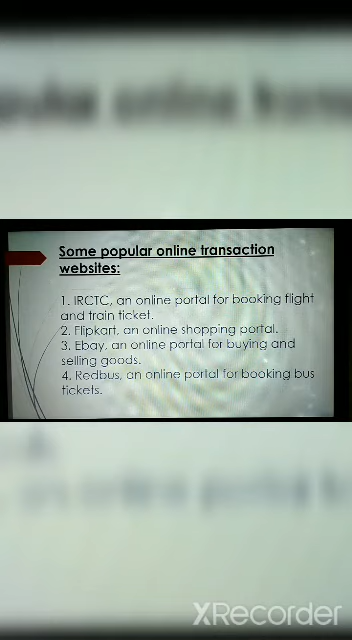 Some popular online transaction
websites:
1. IRCTC, an online portal for booking flight
and train ticket.
2. Flipkart, an online shopping portal.
3. Ebay, an online portal for buying and
selling goods.
4. Redbus, an online portal for booking bus
tickets.
XRecorder